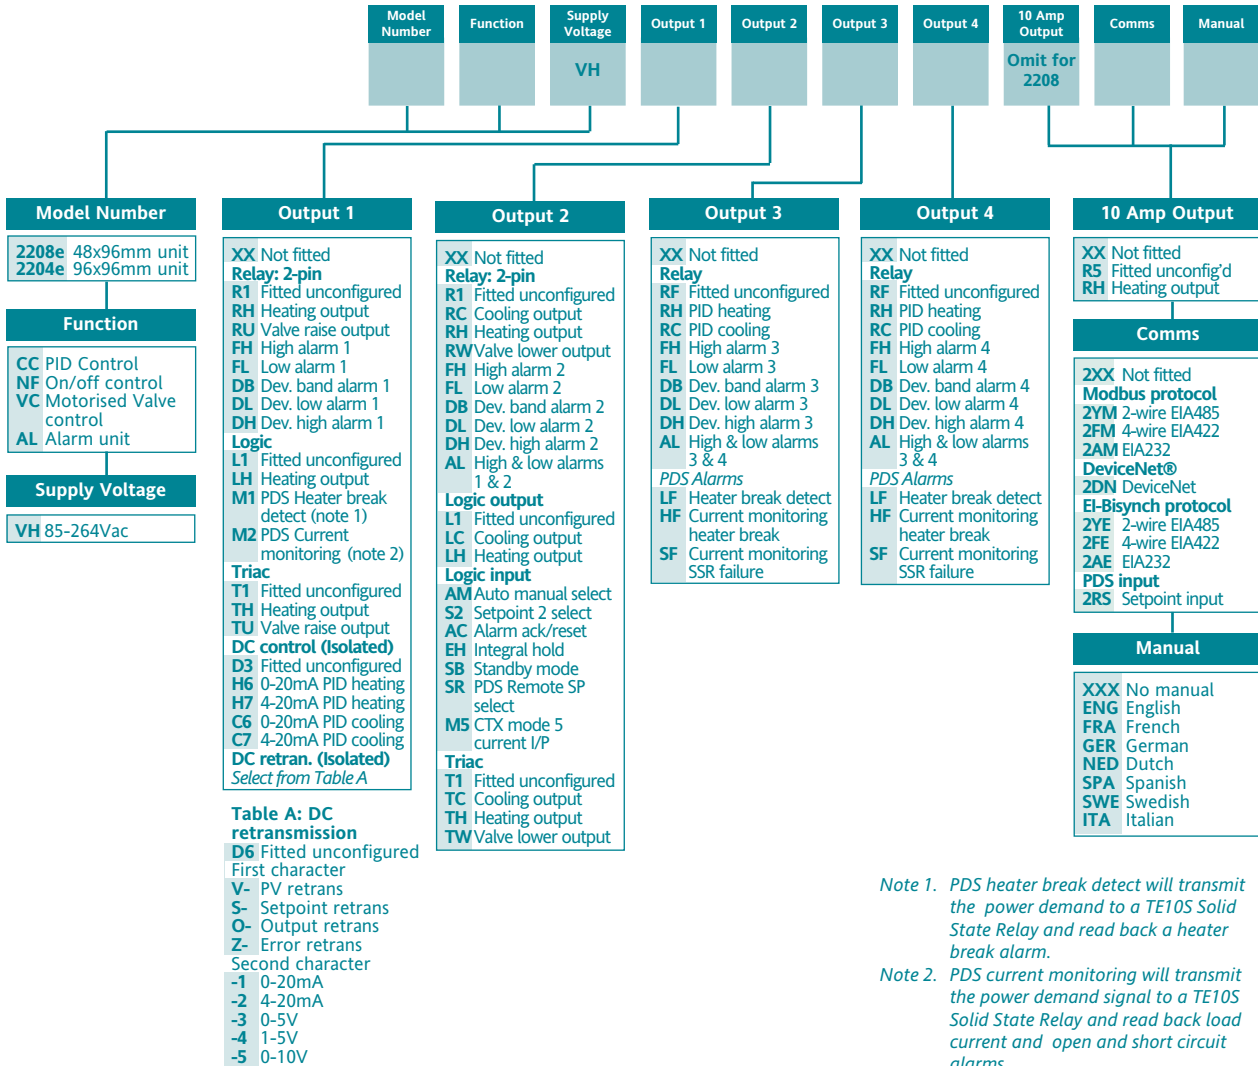 Model Number
Function
Supply Voltage
Output 1
Output 2
Output 3
Output 4
10 Amp Output
Comms
Manual
VH
Omit for 2208
Model Number
2208e 48x96mm unit
2204e 96x96mm unit
Function
CC PID Control
NF On/off control
VC Motorised Valve
control
AL Alarm unit
Supply Voltage
VH 85-264Vac
Output 1
XX Not fitted
Relay: 2-pin
R1 Fitted unconfigured
RH Heating output
RU Valve raise output
FH High alarm 1
FL Low alarm 1
DB Dev. band alarm 1
DL Dev. low alarm 1
DH Dev. high alarm 1
Logic
L1 Fitted unconfigured
LH Heating output
M1 PDS Heater break
detect (note 1)
M2 PDS Current
monitoring (note 2)
Triac
T1 Fitted unconfigured
TH Heating output
TU Valve raise output
DC control (Isolated)
D3 Fitted unconfigured
H6 0-20mA PID heating
H7 4-20mA PID heating
C6 0-20mA PID cooling
C7 4-20mA PID cooling
DC retran. (Isolated)
Select from Table A
Table A: DC
retransmission
D6 Fitted unconfigured
First character
V- PV retrans
S- Setpoint retrans
O- Output retrans
Z- Error retrans
Second character
-1 0-20mA
-2 4-20mA
-3 0-5V
-4 1-5V
-5 0-10V
Output 2
XX Not fitted
Relay: 2-pin
R1 Fitted unconfigured
RC Cooling output
RH Heating output
RW Valve lower output
FH High alarm 2
FL Low alarm 2
DB Dev. band alarm 2
DL Dev. low alarm 2
DH Dev. high alarm 2
AL High & low alarms
1 & 2
Logic output
L1 Fitted unconfigured
LC Cooling output
LH Heating output
Logic input
AM Auto manual select
S2 Setpoint 2 select
AC Alarm ack/reset
EH Integral hold
SB Standby mode
SR PDS Remote SP
select
M5 CTX mode 5
current I/P
Triac
T1 Fitted unconfigured
TC Cooling output
TH Heating output
TW Valve lower output
Output 3
XX Not fitted
Relay
RF Fitted unconfigured
RH PID heating
RC PID cooling
FH High alarm 3
FL Low alarm 3
DB Dev. band alarm 3
DL Dev. low alarm 3
DH Dev. high alarm 3
AL High & low alarms
3 & 4
PDS Alarms
LF Heater break detect
HF Current monitoring
heater break
SF Current monitoring
SSR failure
Output 4
XX Not fitted
Relay
RF Fitted unconfigured
RH PID heating
RC PID cooling
FH High alarm 4
FL Low alarm 4
DB Dev. band alarm 4
DL Dev. low alarm 4
DH Dev. high alarm 4
AL High & low alarms
3 & 4
PDS Alarms
LF Heater break detect
HF Current monitoring
heater break
SF Current monitoring
SSR failure
10 Amp Output
XX Not fitted
R5 Fitted unconfig'd
RH Heating output
Comms
2XX Not fitted
Modbus protocol
2YM 2-wire EIA485
2FM 4-wire EIA422
2AM EIA232
DeviceNet®
2DN DeviceNet
EI-Bisynch protocol
2YE 2-wire EIA485
2FE 4-wire EIA422
2AE EIA232
PDS input
2RS Setpoint input
Manual
XXX No manual
ENG English
FRA French
GER German
NED Dutch
SPA Spanish
SWE Swedish
ITA Italian
Note 1. PDS heater break detect will transmit
the power demand to a TE10S Solid
State Relay and read back a heater
break alarm.
Note 2. PDS current monitoring will transmit
the power demand signal to a TE10S
Solid State Relay and read back load
current and open and short circuit
alarms